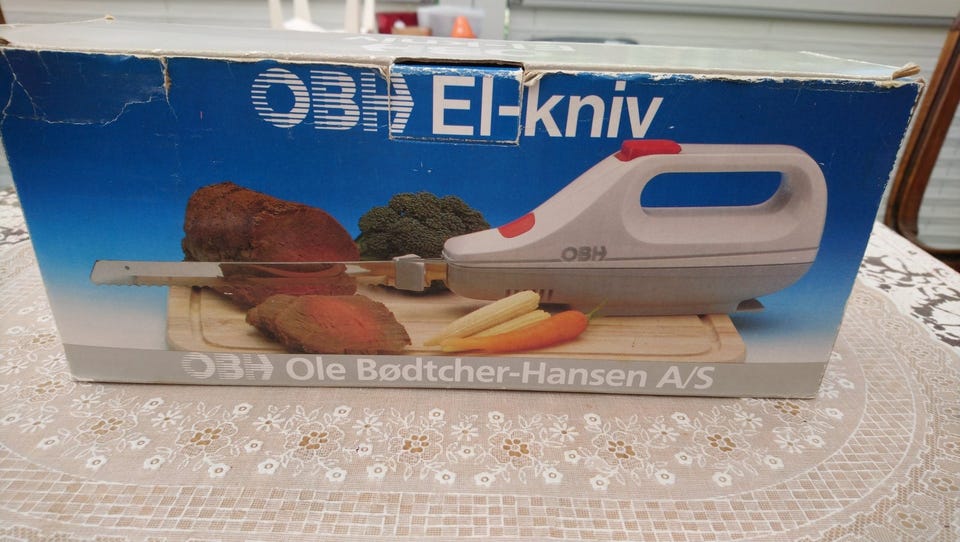 OBH El-kniv
OBH
OBH Ole Bødtcher-Hansen A/S